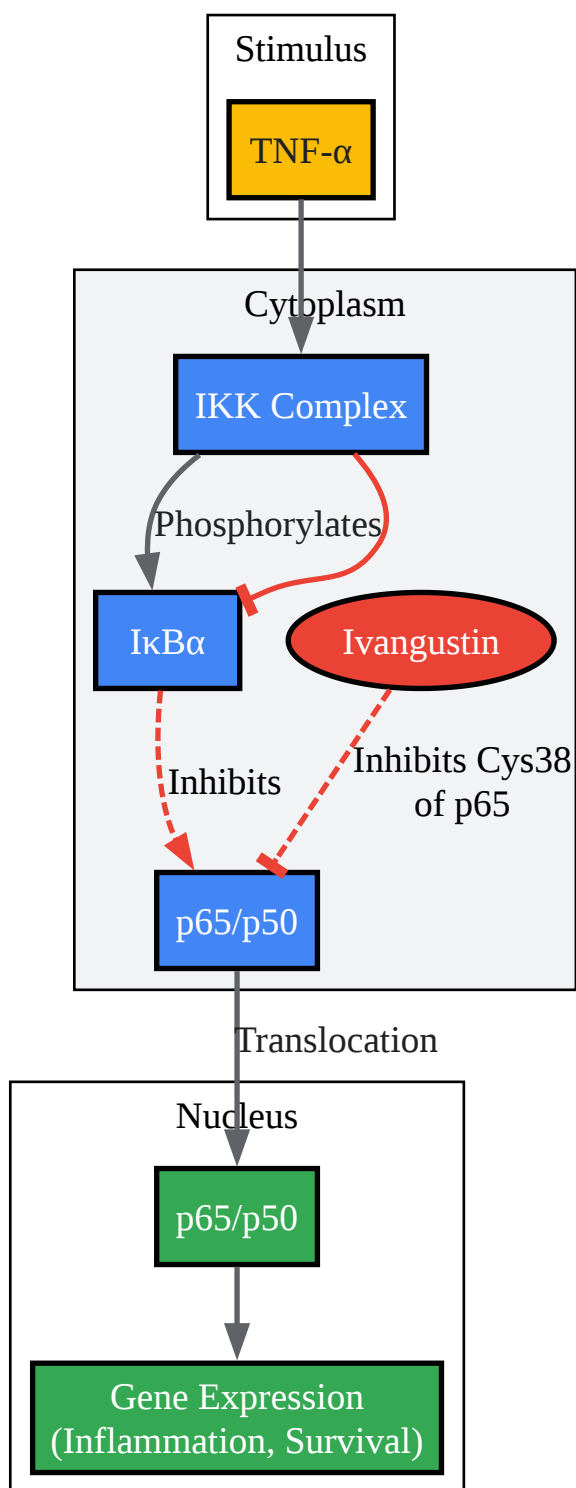 Stimulus
TNF-α
Cytoplasm
IKK Complex
Phosphorylates
IκBα
Ivangustin
Inhibits
Inhibits Cys38
of p65
p65/p50
Translocation
Nucleus
p65/p50
Gene Expression
(Inflammation, Survival)